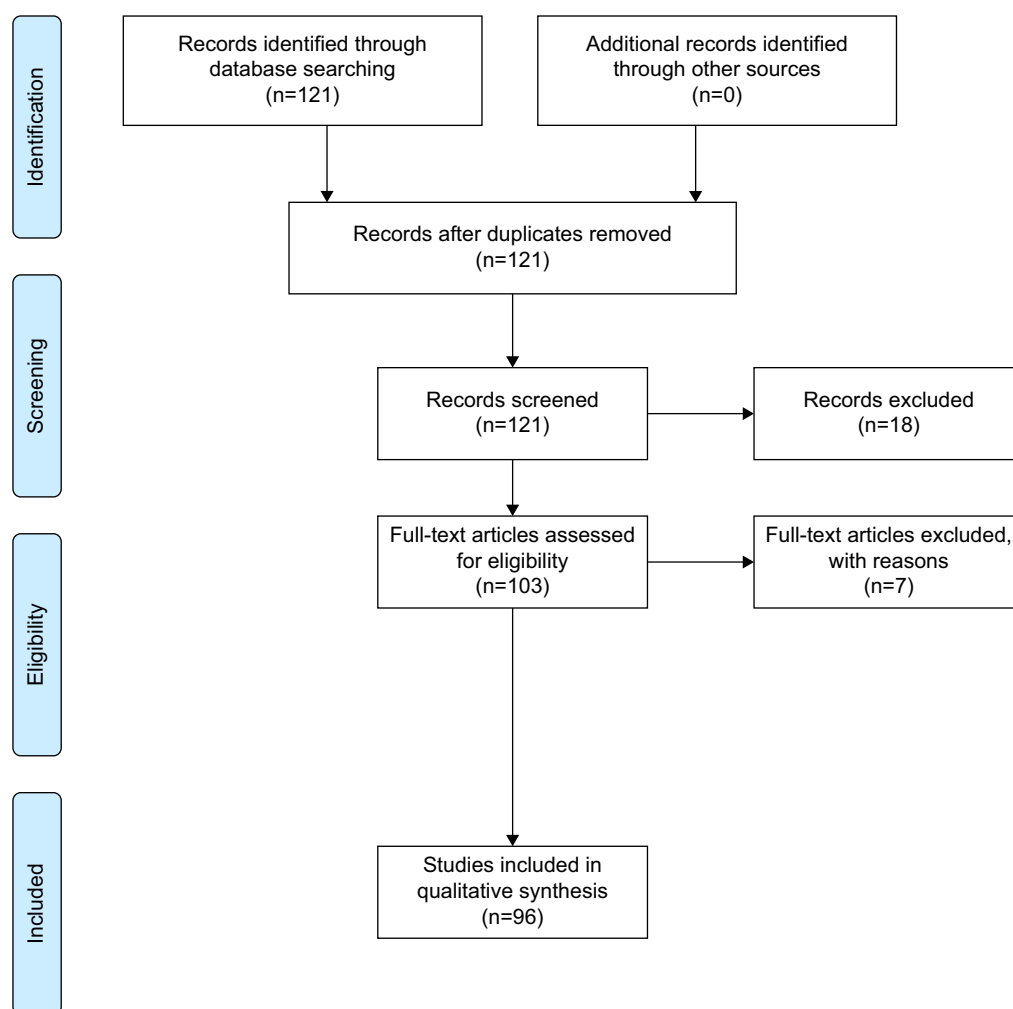 Identification
Records identified through
database searching
(n=121)
Additional records identified
through other sources
(n=0)
Records after duplicates removed
(n=121)
Screening
Records screened
(n=121)
Records excluded
(n=18)
Eligibility
Full-text articles assessed
for eligibility
(n=103)
Full-text articles excluded,
with reasons
(n=7)
Included
Studies included in
qualitative synthesis
(n=96)